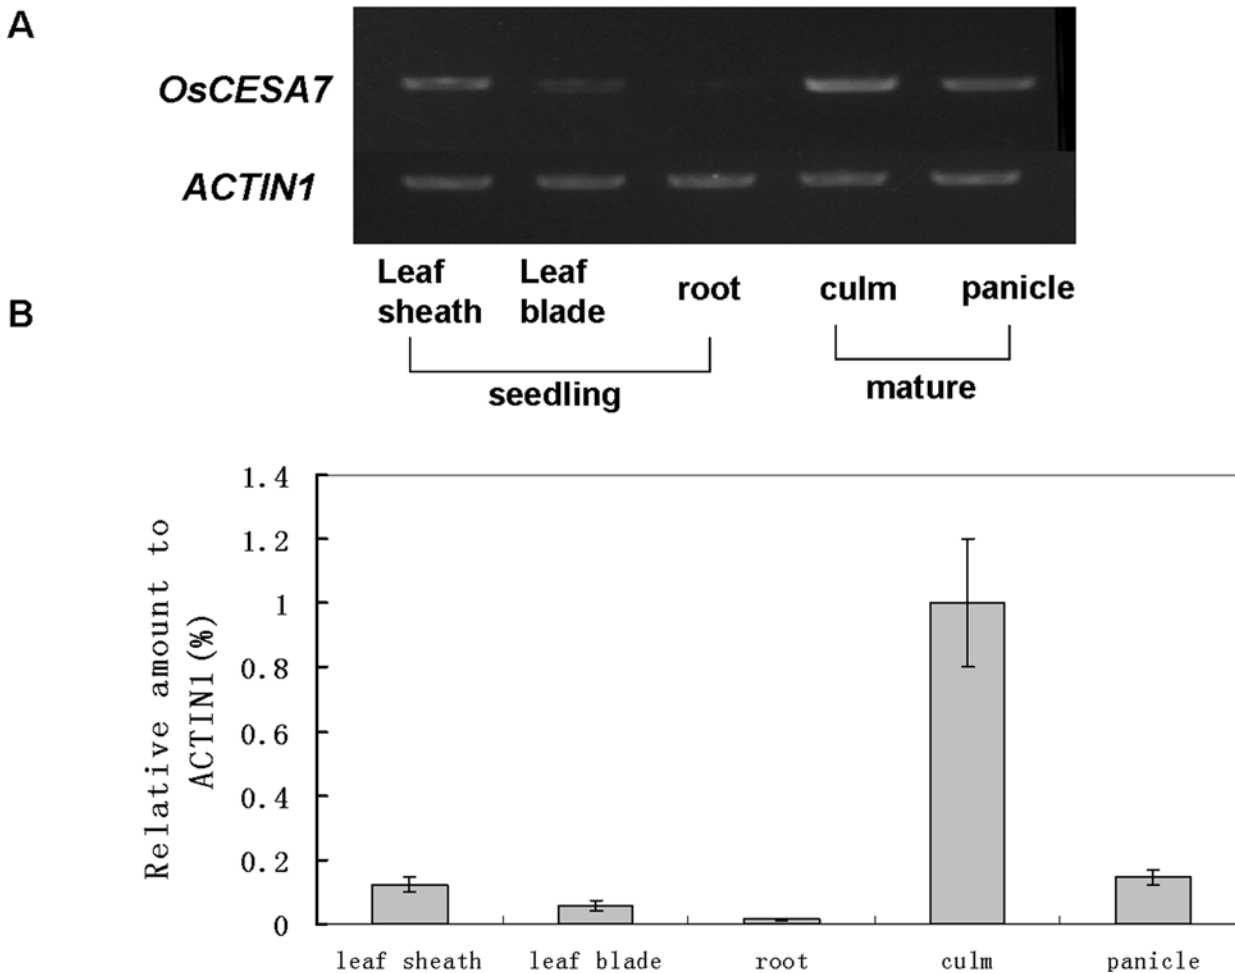 A
OsCESA7
ACTIN1
Leaf sheath
Leaf blade
root
culm
panicle
seedling
mature
B
Relative amount to
ACTIN1(%)
1.4
1.2
1
0.8
0.6
0.4
0.2
0
leaf sheath
leaf blade
root
culm
panicle